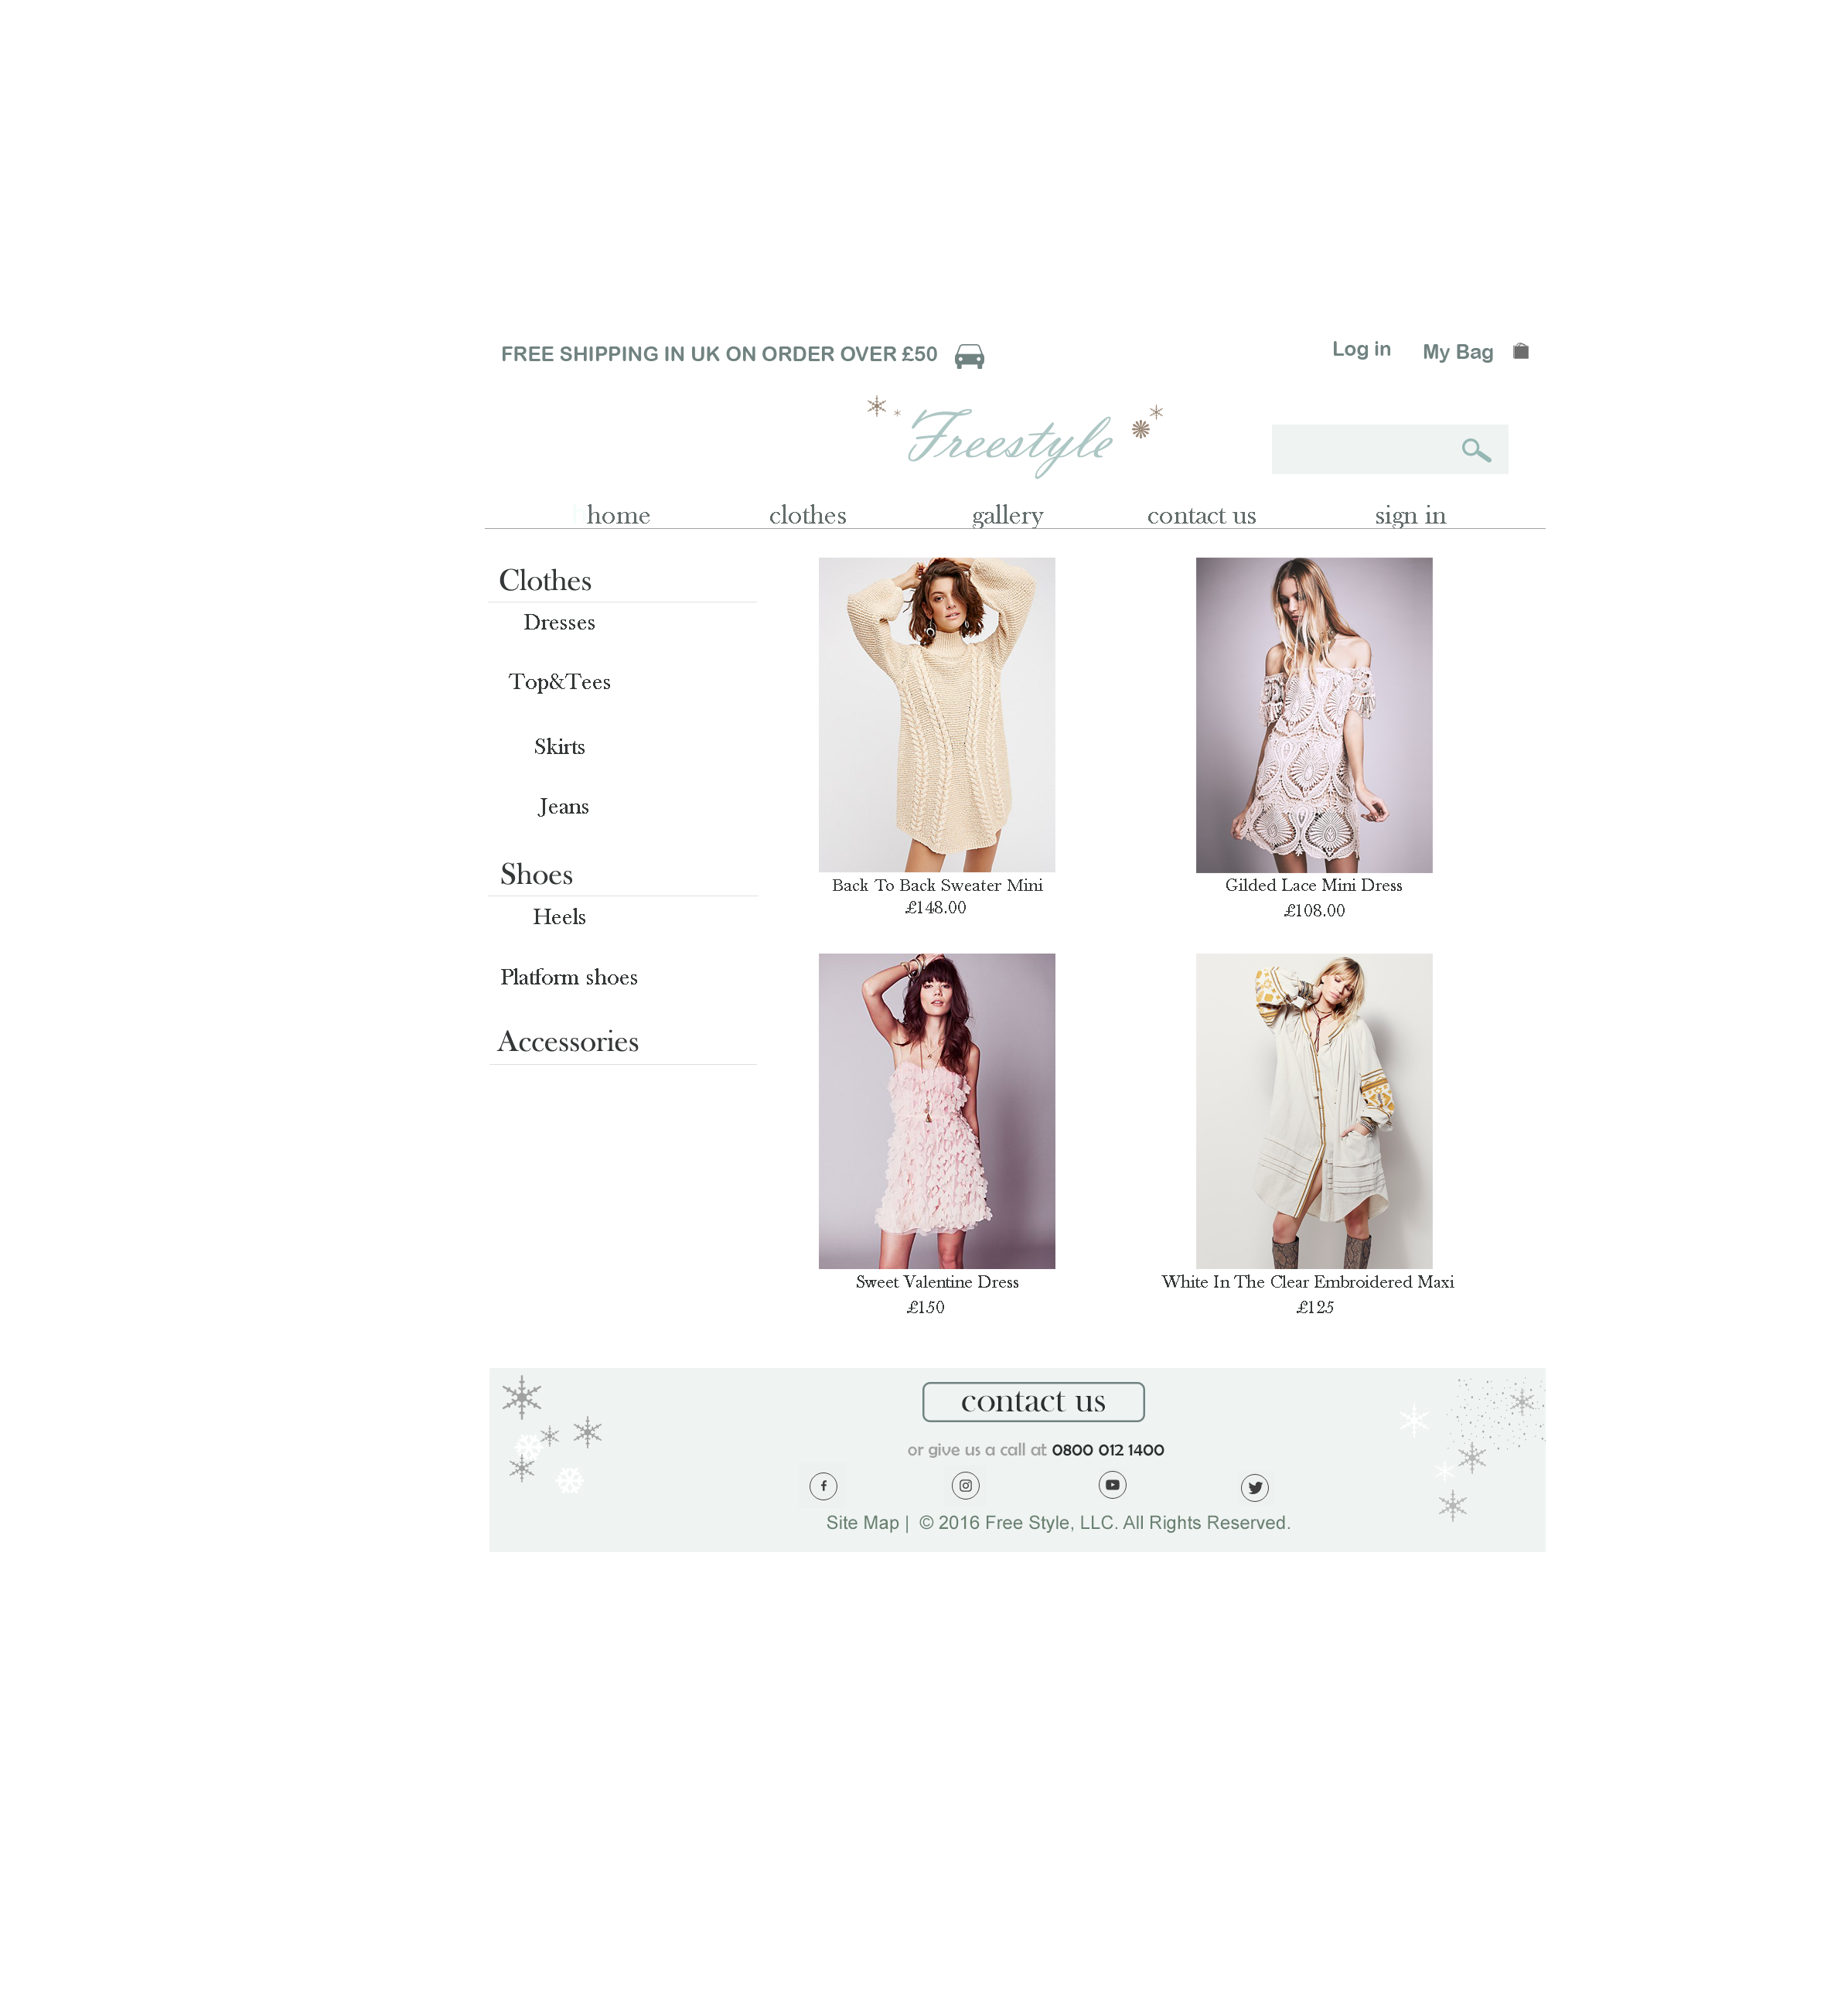 FREE SHIPPING IN UK ON ORDER OVER £50
Log in
My Bag
Freestyle
home clothes gallery contact us sign in
Clothes
Dresses
Top&Tees
Skirts
Jeans
Shoes
Heels
Platform shoes
Accessories
Back To Back Sweater Mini
£148.00
Gilded Lace Mini Dress
£108.00
Sweet Valentine Dress
£150
White In The Clear Embroidered Maxi
£125
contact us
or give us a call at 0800 012 1400
Site Map | © 2016 Free Style, LLC. All Rights Reserved.